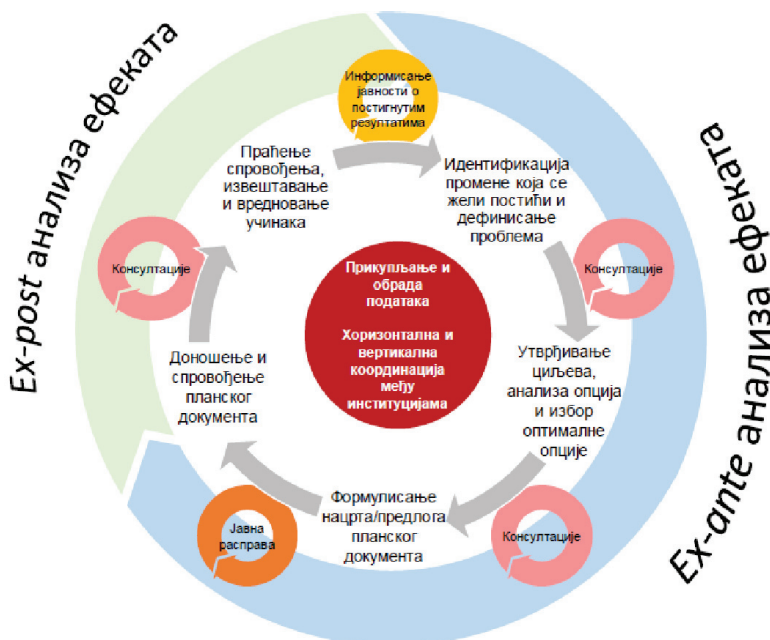 Ex-post анализа ефеката
Ex-ante анализа ефеката
Информисање
јавности о
постигнутим
резултатима
Идентификација
промене која се
жели постићи и
дефинисање
проблема
Консултације
Утврђивање
циљева,
анализа опција
и избор
оптималне
опције
Консултације
Формулисање
нацрта/предлога
планског
документа
Јавна
расправа
Доношење и
спровођење
планског
документа
Консултације
Праћење
спровођења,
извештавање
и вредновање
учинака
Прикупљање и
обрада
података
Хоризонтална и
вертикална
координација
међу
институцијама